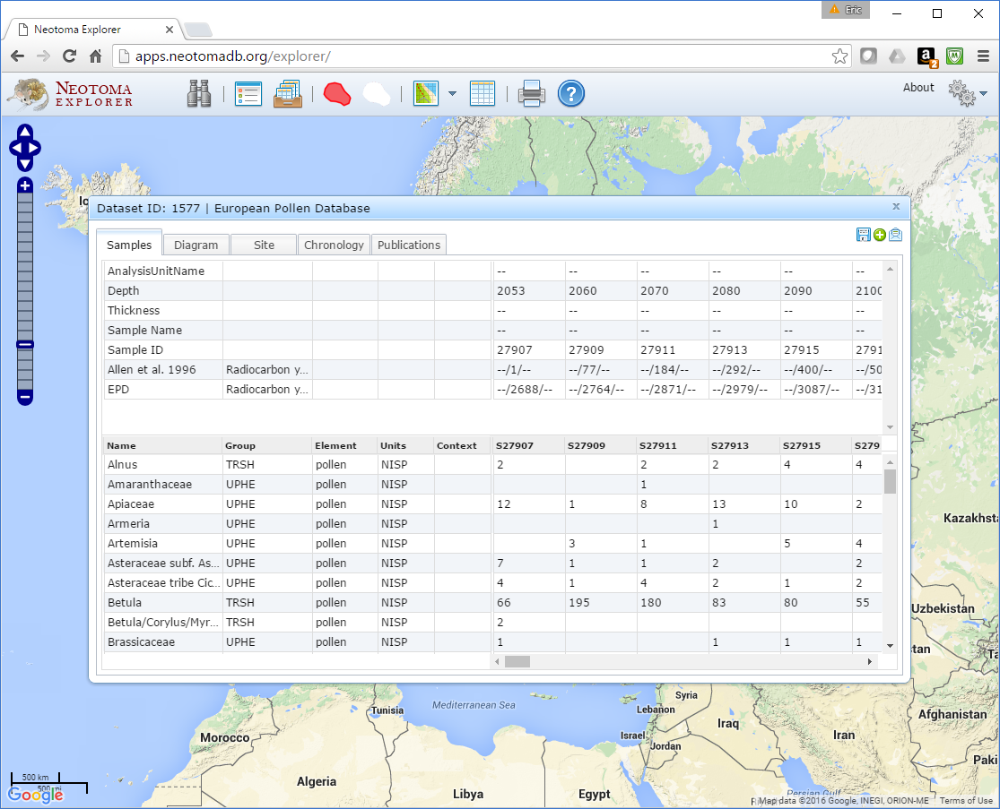 Eric
Neotoma Explorer
apps.neotomadb.org/explorer/
a
2
M
NEOTOMA
EXPLORER
?
About
Dataset ID: 1577 | European Pollen Database
x
Samples Diagram Site Chronology Publications
AnalysisUnitName -- -- -- -- -- --
Depth 2053 2060 2070 2080 2090 2100
Thickness -- -- -- -- -- --
Sample Name -- -- -- -- -- --
Sample ID 27907 27909 27911 27913 27915 2791
Allen et al. 1996 Radiocarbon y... --/1/-- --/77/-- --/184/-- --/292/-- --/400/-- --/50
EPD Radiocarbon y... --/2688/-- --/2764/-- --/2871/-- --/2979/-- --/3087/-- --/31
Name Group Element Units Context S27907 S27909 S27911 S27913 S27915 S279
Alnus TRSH pollen NISP 2 2 2 4 4
Amaranthaceae UPHE pollen NISP 1
Apiaceae UPHE pollen NISP 12 1 8 13 10 2
Armeria UPHE pollen NISP 1
Artemisia UPHE pollen NISP 3 1 5 4
Asteraceae subf. As... UPHE pollen NISP 7 1 1 2 2
Asteraceae tribe Cic... UPHE pollen NISP 4 1 4 2 1 2
Betula TRSH pollen NISP 66 195 180 83 80 55
Betula/Corylus/Myr... TRSH pollen NISP 2
Brassicaceae UPHE pollen NISP 1 1 1 1
Kazakhst
Uzbekistan
stan
Ta
Mediterranean Sea
Syria
Tunisia
Lebanon
Afghanistan
Iraq
Morocco
Israel
Iran
Jordan
Paki
Algeria
Libya
Egypt
Persian Gulf
500 km
500 mi
Google
Map data ©2016 Google, INEGI, ORION-ME Terms of Use